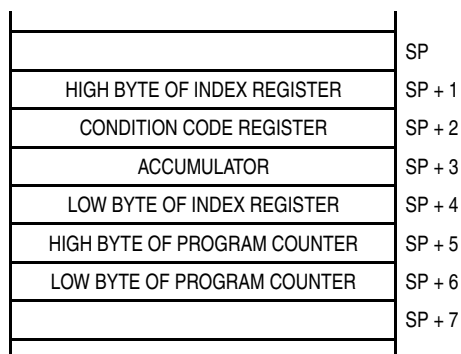 SP
HIGH BYTE OF INDEX REGISTER SP + 1
CONDITION CODE REGISTER SP + 2
ACCUMULATOR SP + 3
LOW BYTE OF INDEX REGISTER SP + 4
HIGH BYTE OF PROGRAM COUNTER SP + 5
LOW BYTE OF PROGRAM COUNTER SP + 6
SP + 7